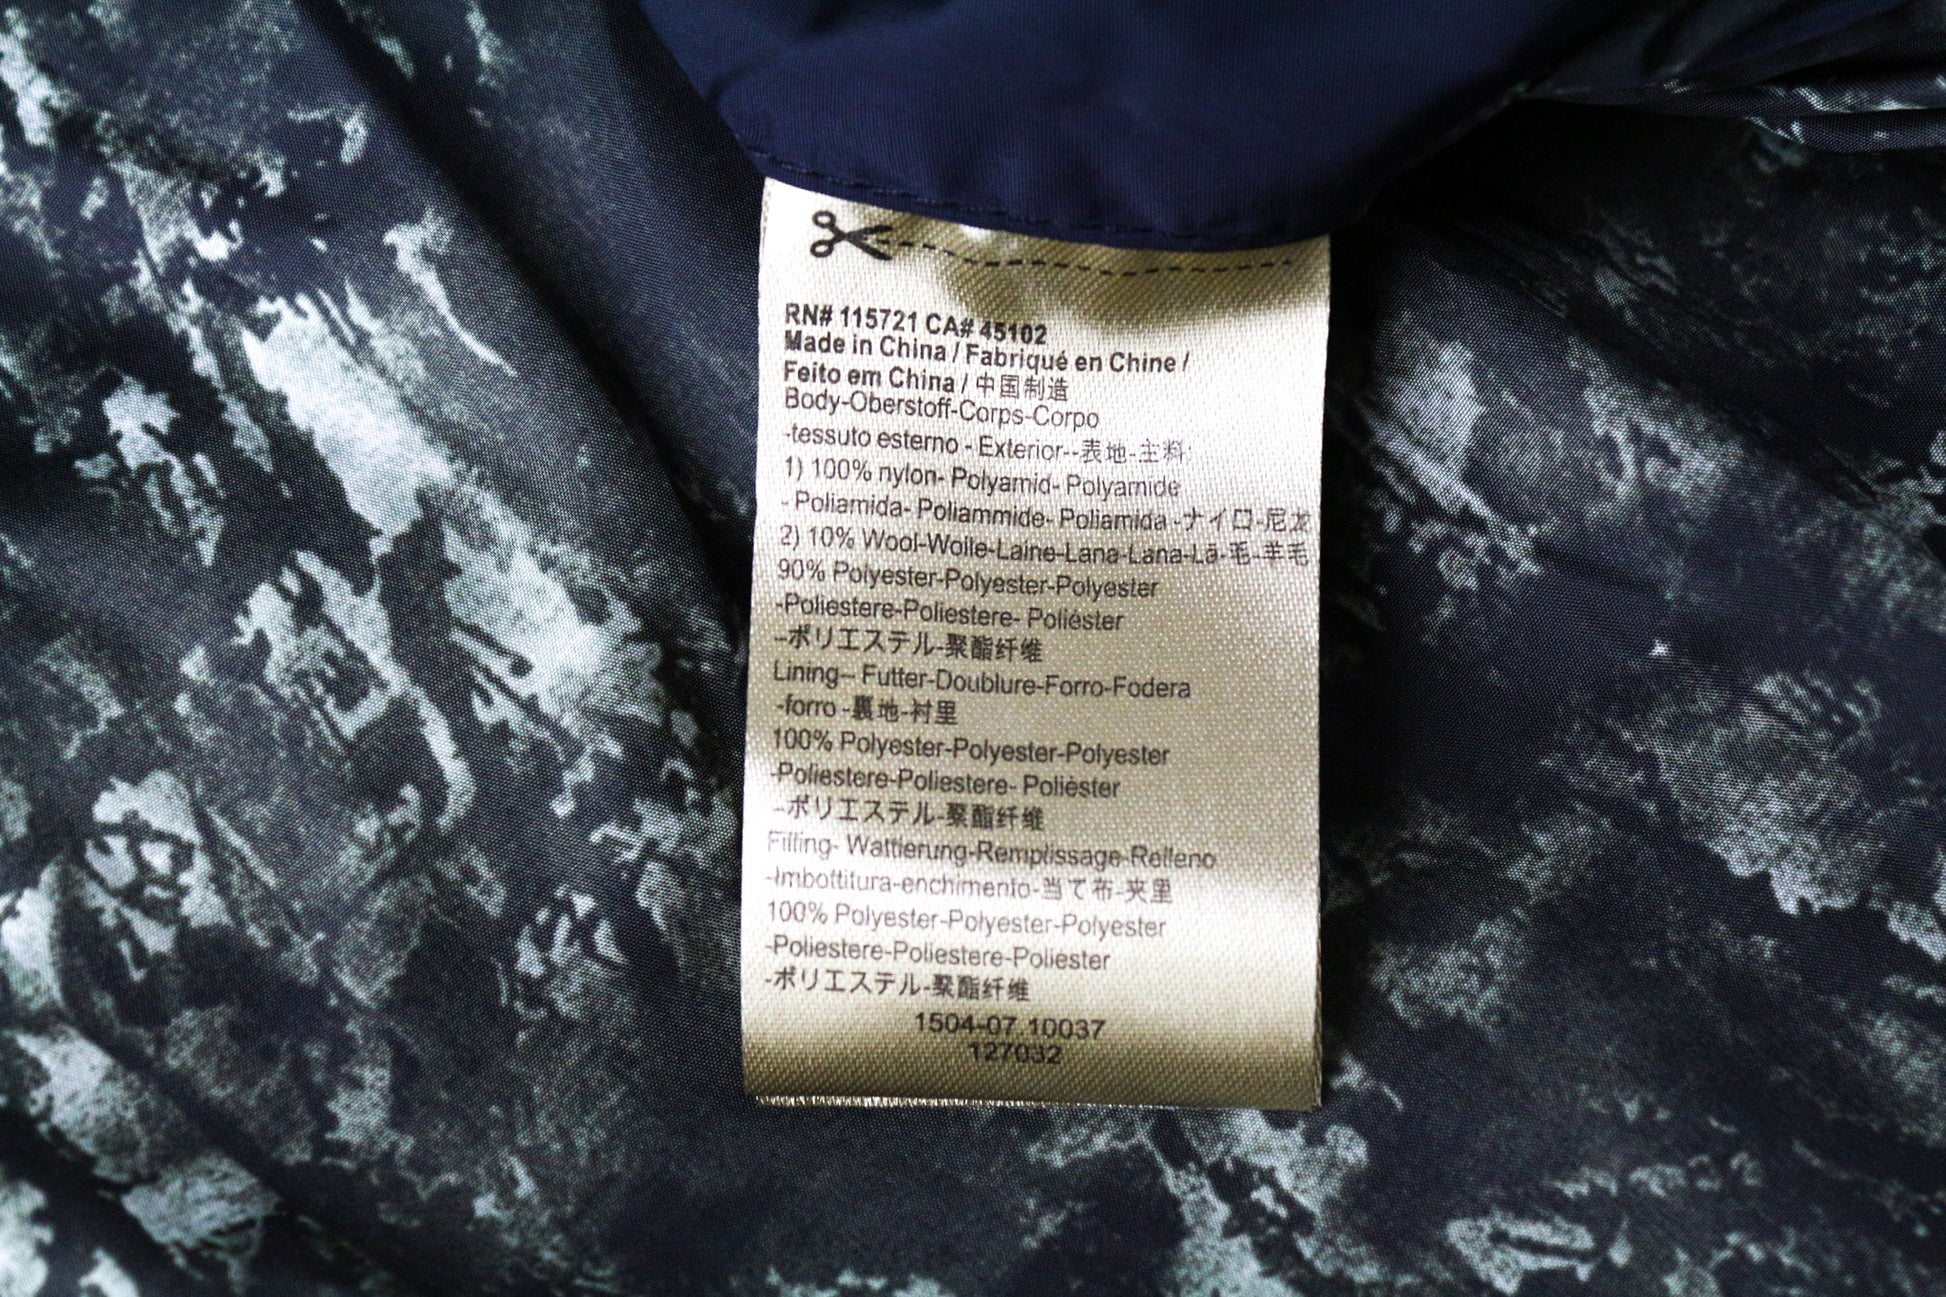 RN# 115721 CA# 45102
Made in China / Fabriqué en Chine /
Feito em China / 中国制造
Body-Oberstoff-Corps-Corpo
-tessuto esterno - Exterior--表地-主料:
1) 100% nylon- Polyamid- Polyamide
- Poliamida- Poliammide- Poliamida -ナイロ-尼龙
2) 10% Wool-Wolle-Laine-Lana-Lana-Lã-毛-羊毛
90% Polyester-Polyester-Polyester
-Poliestere-Poliestere- Poliéster
-ポリエステル-聚酯纤维
Lining-- Futter-Doublure-Forro-Fodera
-forro -裏地-衬里
100% Polyester-Polyester-Polyester
-Poliestere-Poliestere- Poliéster
-ポリエステル-聚酯纤维
Filling- Wattierung-Remplissage-Relleno
-Imbottitura-enchimento-当て布-夹里
100% Polyester-Polyester-Polyester
-Poliestere-Poliestere-Poliéster
-ポリエステル-聚酯纤维
1504-07.10037
127032